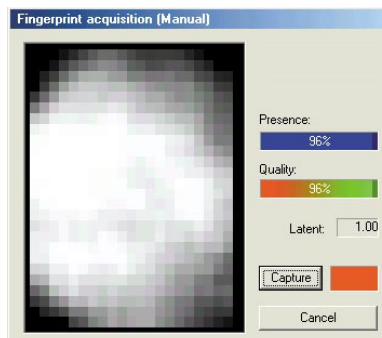 Fingerprint acquisition (Manual)
Presence:
96%
Quality:
96%
Latent: 1.00
Capture
Cancel